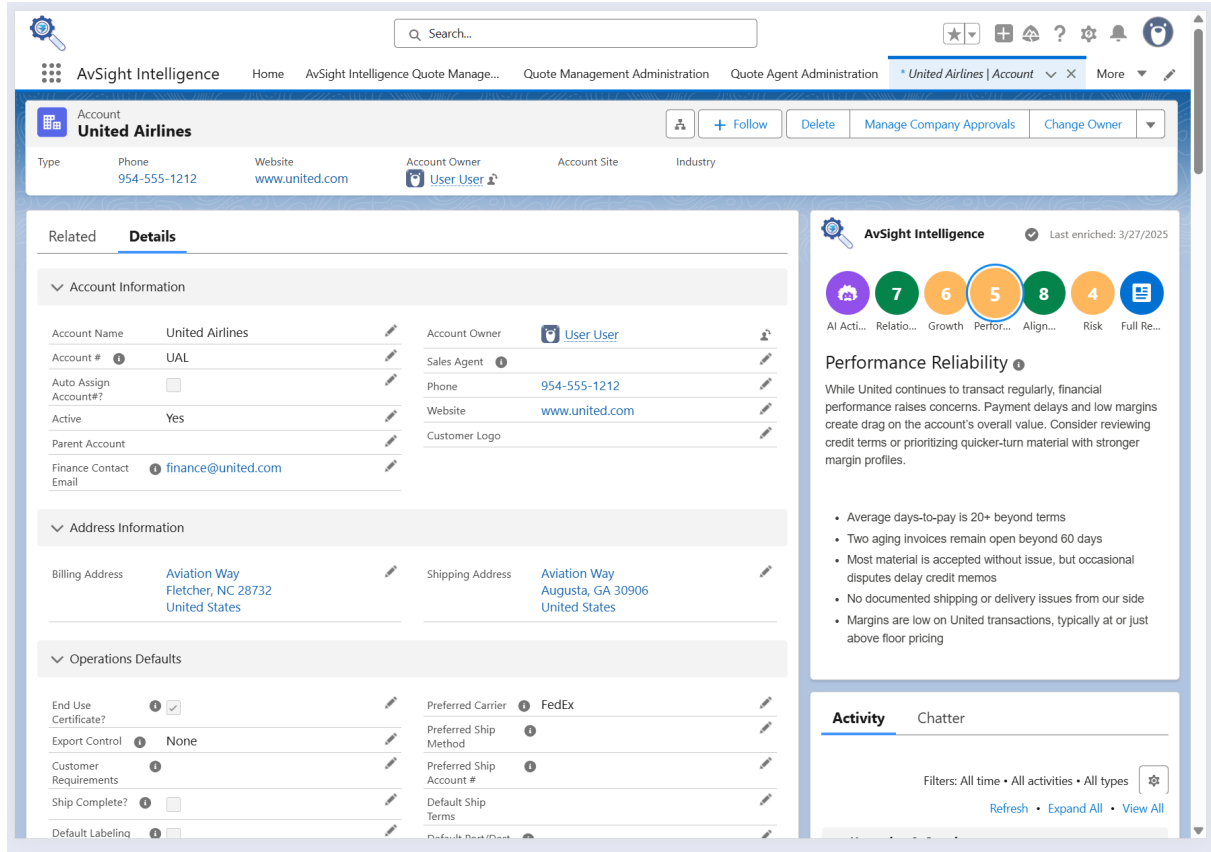 Search...
AvSight Intelligence
Home
AvSight Intelligence Quote Manage...
Quote Management Administration
Quote Agent Administration
* United Airlines | Account
More
Account
United Airlines
Follow
Delete
Manage Company Approvals
Change Owner
Type
Phone
Website
Account Owner
Account Site
Industry
954-555-1212
www.united.com
User User
Related
Details
Account Information
Account Name
United Airlines
Account #
UAL
Auto Assign
Account#?
Active
Yes
Parent Account
Finance Contact
Email
finance@united.com
Account Owner
User User
Sales Agent
Phone
954-555-1212
Website
www.united.com
Customer Logo
Address Information
Billing Address
Aviation Way
Fletcher, NC 28732
United States
Shipping Address
Aviation Way
Augusta, GA 30906
United States
Operations Defaults
End Use
Certificate?
Export Control
None
Customer
Requirements
Ship Complete?
Default Labeling
Preferred Carrier
FedEx
Preferred Ship
Method
Preferred Ship
Account #
Default Ship
Terms
AvSight Intelligence
Last enriched: 3/27/2025
7
6
5
8
4
AI Acti...
Relatio...
Growth
Perfor...
Align...
Risk
Full Re...
Performance Reliability
While United continues to transact regularly, financial
performance raises concerns. Payment delays and low margins
create drag on the account's overall value. Consider reviewing
credit terms or prioritizing quicker-turn material with stronger
margin profiles.
• Average days-to-pay is 20+ beyond terms
• Two aging invoices remain open beyond 60 days
• Most material is accepted without issue, but occasional
disputes delay credit memos
• No documented shipping or delivery issues from our side
• Margins are low on United transactions, typically at or just
above floor pricing
Activity
Chatter
Filters: All time • All activities • All types
Refresh • Expand All • View All